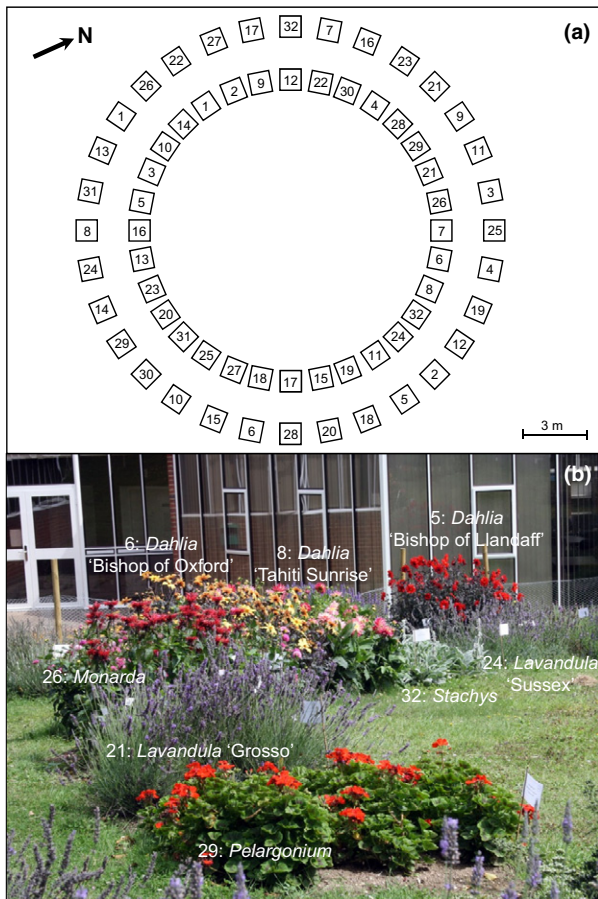 (a)
N
17 32 7
27 16
22 23
26 9 12 22 21
2 30
1 4
1 9
14 28
10 29
13 11
3 21
31 3
5 26
8 16 7 25
13 6
24 4
23 8
14 19
20 32
31 24
29 12
25 11
30 27 19 2
18 17 15
10 5
15 18
6 28 20
3 m
(b)
5: Dahlia
'Bishop of Llandaff'
6: Dahlia
'Bishop of Oxford'
8: Dahlia
'Tahiti Sunrise'
24: Lavandula
'Sussex'
26: Monarda
32: Stachys
21: Lavandula 'Grosso'
29: Pelargonium